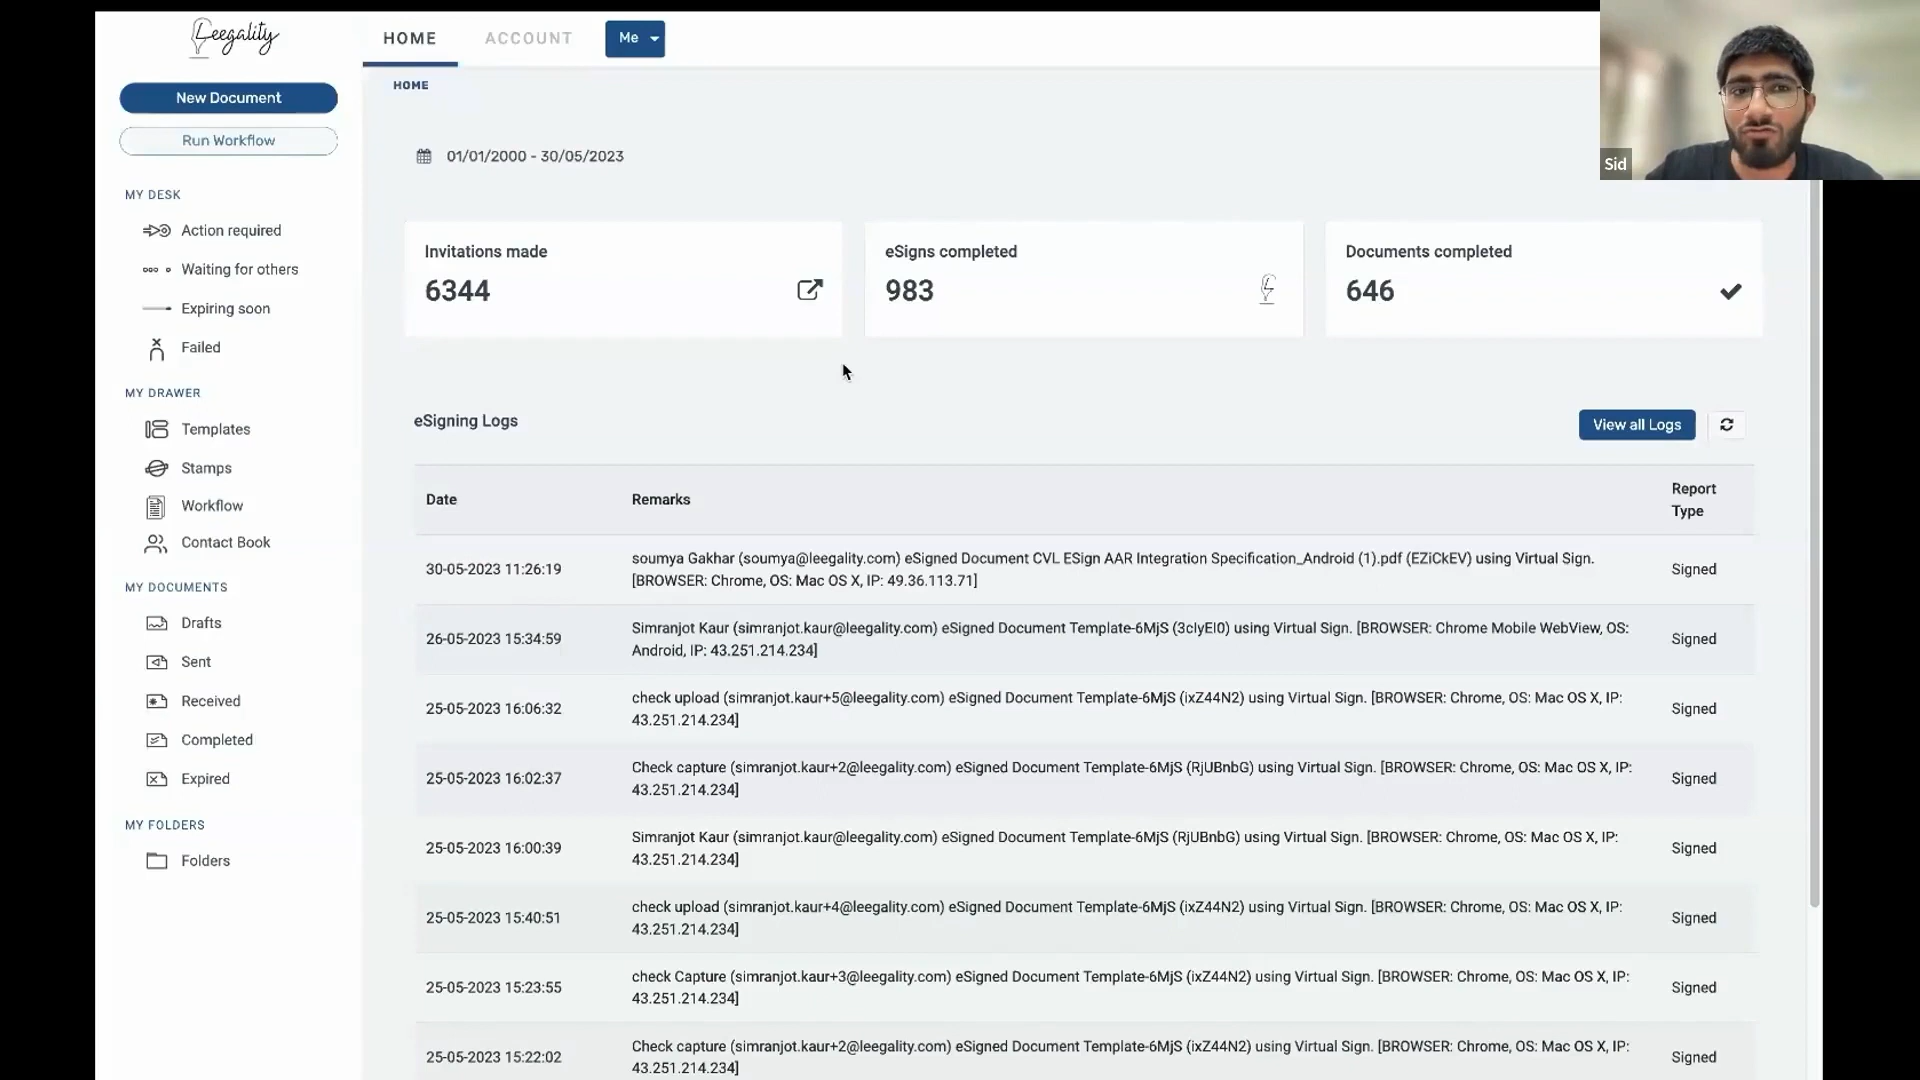 Leegality
HOME
ACCOUNT
Me
New Document
Run Workflow
MY DESK
Action required
Waiting for others
Expiring soon
Failed
MY DRAWER
Templates
Stamps
Workflow
Contact Book
MY DOCUMENTS
Drafts
Sent
Received
Completed
Expired
MY FOLDERS
Folders
HOME
01/01/2000 - 30/05/2023
Invitations made
6344
eSigns completed
983
Documents completed
646
eSigning Logs
View all Logs
Date
Remarks
Report
Type
30-05-2023 11:26:19
soumya Gakhar (soumya@leegality.com) eSigned Document CVL ESign AAR Integration Specification_Android (1).pdf (EZiCkEV) using Virtual Sign.
[BROWSER: Chrome, OS: Mac OS X, IP: 49.36.113.71]
Signed
26-05-2023 15:34:59
Simranjot Kaur (simranjot.kaur@leegality.com) eSigned Document Template-6MjS (3cIyEI0) using Virtual Sign. [BROWSER: Chrome Mobile WebView, OS:
Android, IP: 43.251.214.234]
Signed
25-05-2023 16:06:32
check upload (simranjot.kaur+5@leegality.com) eSigned Document Template-6MjS (ixZ44N2) using Virtual Sign. [BROWSER: Chrome, OS: Mac OS X, IP:
43.251.214.234]
Signed
25-05-2023 16:02:37
Check capture (simranjot.kaur+2@leegality.com) eSigned Document Template-6MjS (RjUBnbG) using Virtual Sign. [BROWSER: Chrome, OS: Mac OS X, IP:
43.251.214.234]
Signed
25-05-2023 16:00:39
Simranjot Kaur (simranjot.kaur@leegality.com) eSigned Document Template-6MjS (RjUBnbG) using Virtual Sign. [BROWSER: Chrome, OS: Mac OS X, IP:
43.251.214.234]
Signed
25-05-2023 15:40:51
check upload (simranjot.kaur+4@leegality.com) eSigned Document Template-6MjS (ixZ44N2) using Virtual Sign. [BROWSER: Chrome, OS: Mac OS X, IP:
43.251.214.234]
Signed
25-05-2023 15:23:55
check Capture (simranjot.kaur+3@leegality.com) eSigned Document Template-6MjS (ixZ44N2) using Virtual Sign. [BROWSER: Chrome, OS: Mac OS X, IP:
43.251.214.234]
Signed
25-05-2023 15:22:02
Check capture (simranjot.kaur+2@leegality.com) eSigned Document Template-6MjS (ixZ44N2) using Virtual Sign. [BROWSER: Chrome, OS: Mac OS X, IP:
43.251.214.234]
Signed
Sid